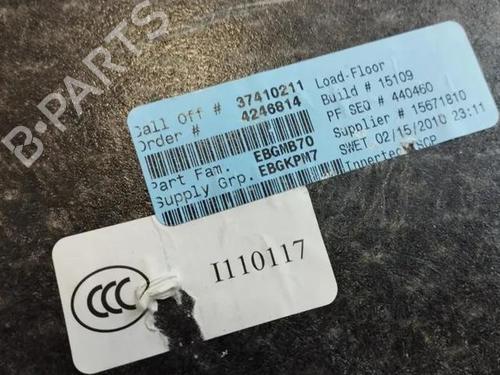 B-PARTS
Call Off # 37410211 Load-Floor
Order # 4246814 Build # 15109
PF SEQ # 440460
Part Fam. EBGMB70 Supplier # 15671810
Supply Grp. EBGKPM7 SWET 02/15/2010 23:11
CCC
I110117